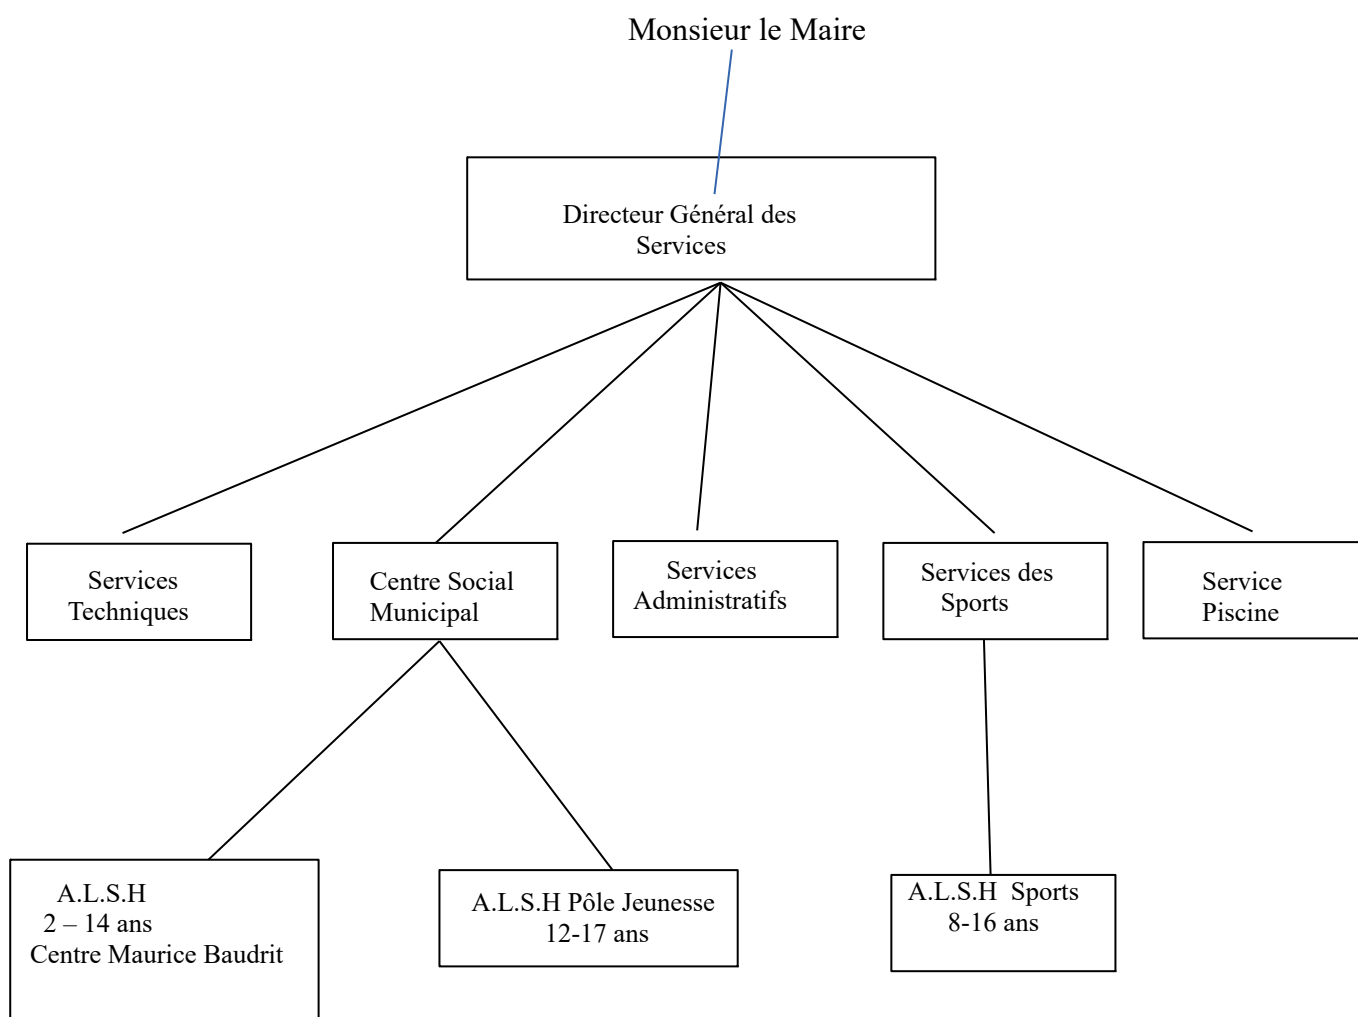 Monsieur le Maire
Directeur Général des
Services
Services
Techniques
Centre Social
Municipal
Services
Administratifs
Services des
Sports
Service
Piscine
A.L.S.H
2 – 14 ans
Centre Maurice Baudrit
A.L.S.H Pôle Jeunesse
12-17 ans
A.L.S.H  Sports
8-16 ans